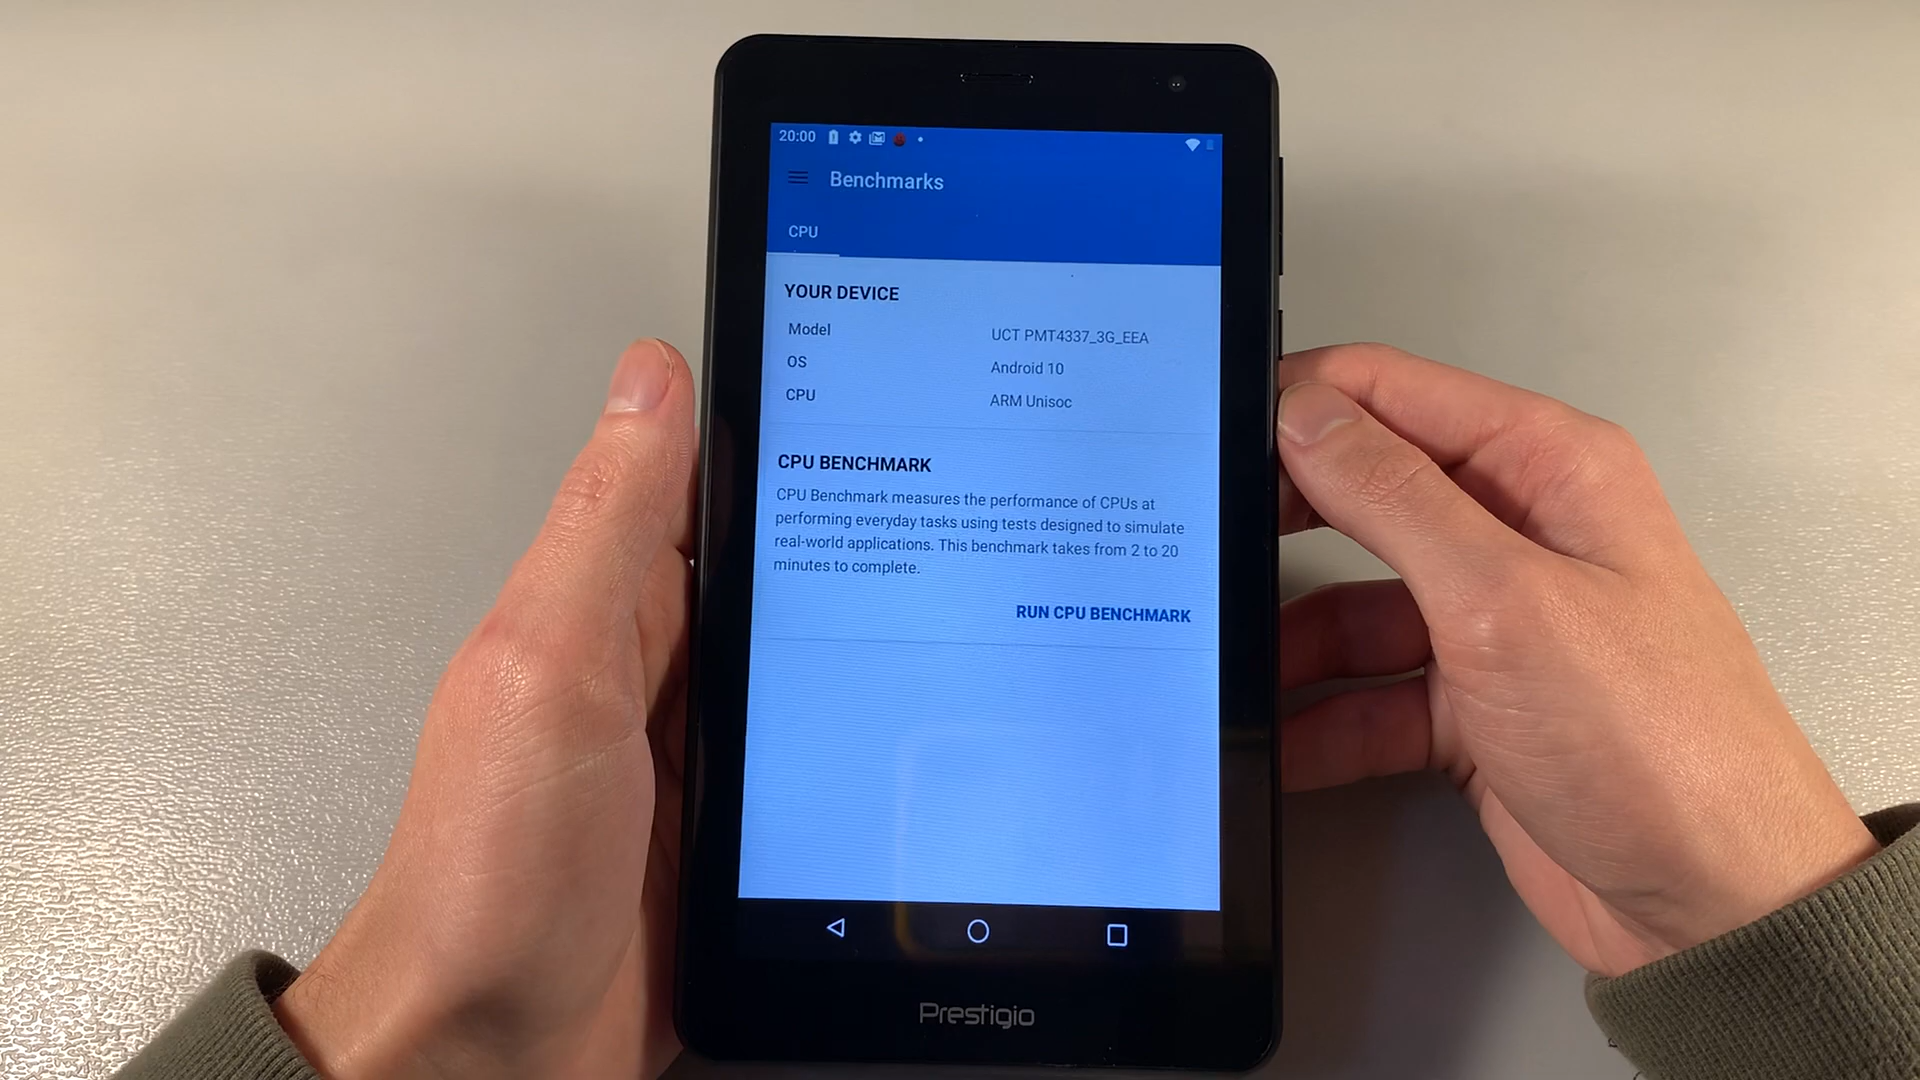 20:00
Benchmarks
CPU
YOUR DEVICE
Model UCT PMT4337_3G_EEA
OS Android 10
CPU ARM Unisoc
CPU BENCHMARK
CPU Benchmark measures the performance of CPUs at
performing everyday tasks using tests designed to simulate
real-world applications. This benchmark takes from 2 to 20
minutes to complete.
RUN CPU BENCHMARK
Prestigio